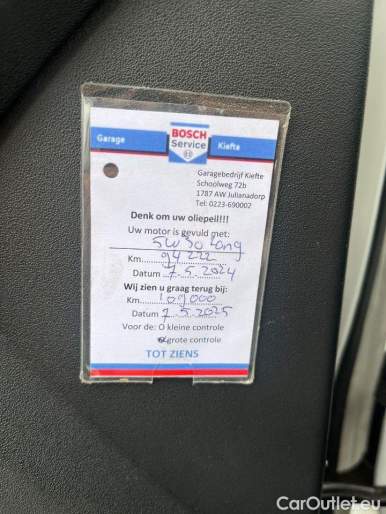 Garage
BOSCH
Service
Kiefte
Garagebedrijf Kiefte
Schoolweg 72b
1787 AW Julianadorp
Tel: 0223-690002
Denk om uw oliepeil!!!
Uw motor is gevuld met:
5W30 Long
Km. 94222
Datum 7.5.2024
Wij zien u graag terug bij:
Km. 109000
Datum 7.5.2025
Voor de: O kleine controle
grote controle
TOT ZIENS
CarOutlet.eu